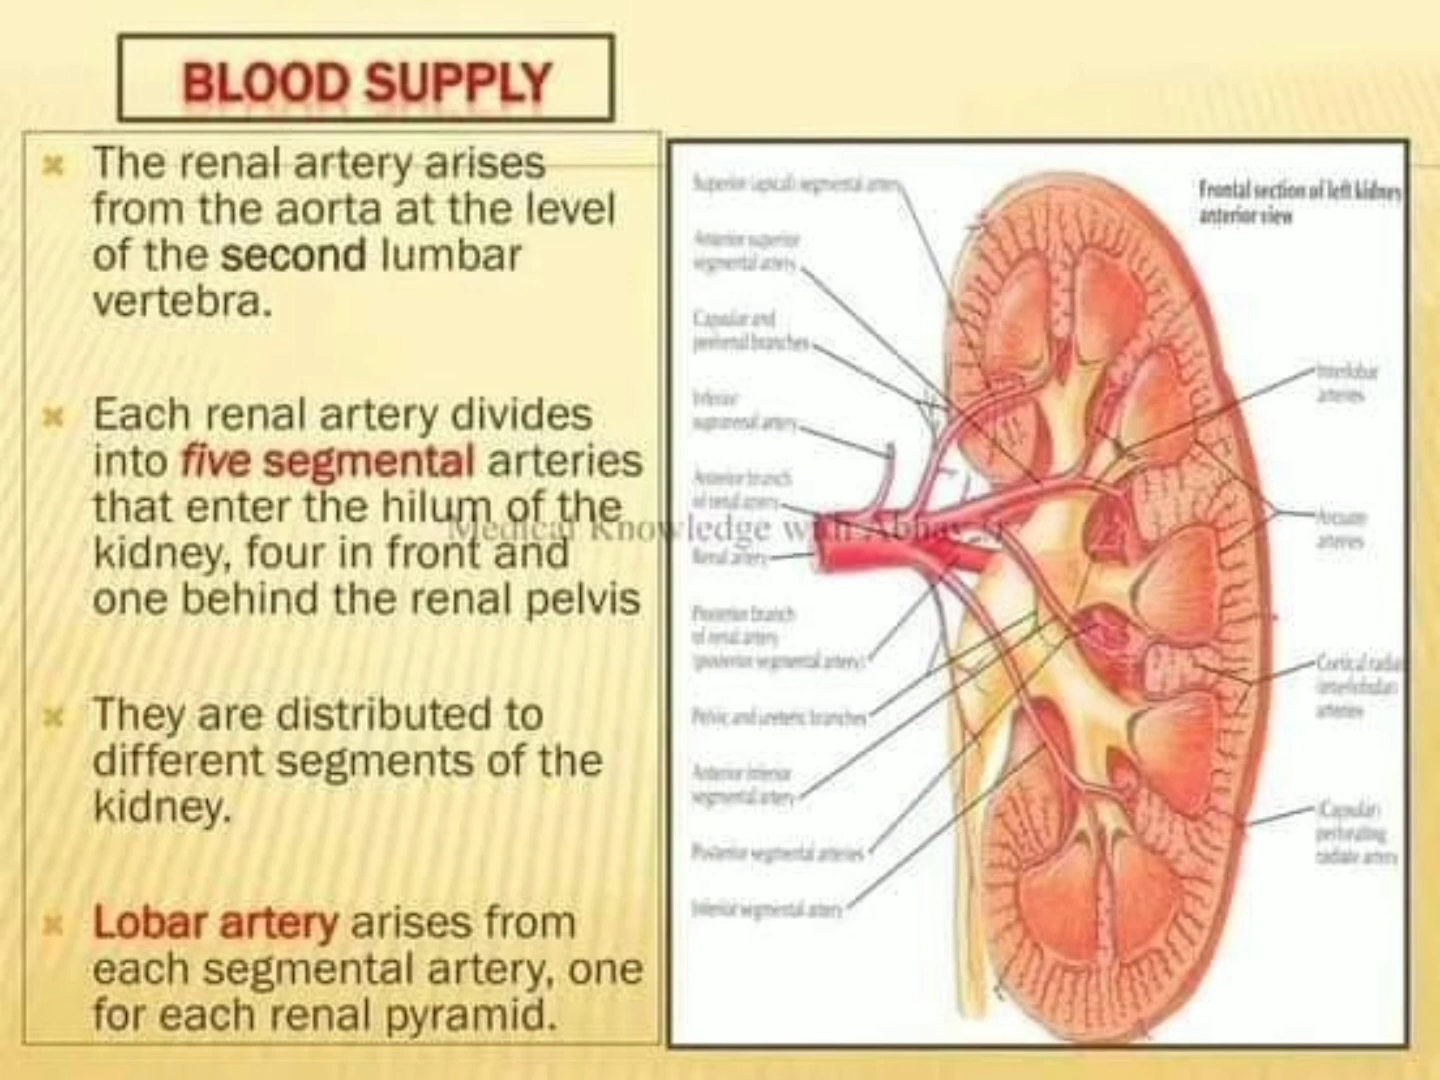 BLOOD SUPPLY
The renal artery arises
from the aorta at the level
of the second lumbar
vertebra.
Each renal artery divides
into five segmental arteries
that enter the hilum of the
kidney, four in front and
one behind the renal pelvis
They are distributed to
different segments of the
kidney.
Lobar artery arises from
each segmental artery, one
for each renal pyramid.
Medical Knowledge with Abhay
Frontal section of left kidney
anterior view
Superior (apical) segmental artery
Anterior superior
segmental artery
Capsular and
perirenal branches
Inferior
suprarenal artery
Anterior branch
of renal artery
Renal artery
Posterior branch
of renal artery
(posterior segmental artery)
Pelvic and ureteric branches
Anterior inferior
segmental artery
Posterior segmental arteries
Inferior segmental artery
Interlobar
arteries
Arcuate
arteries
Cortical radiate
(interlobular)
arteries
(Capsular)
perforating
radiate artery